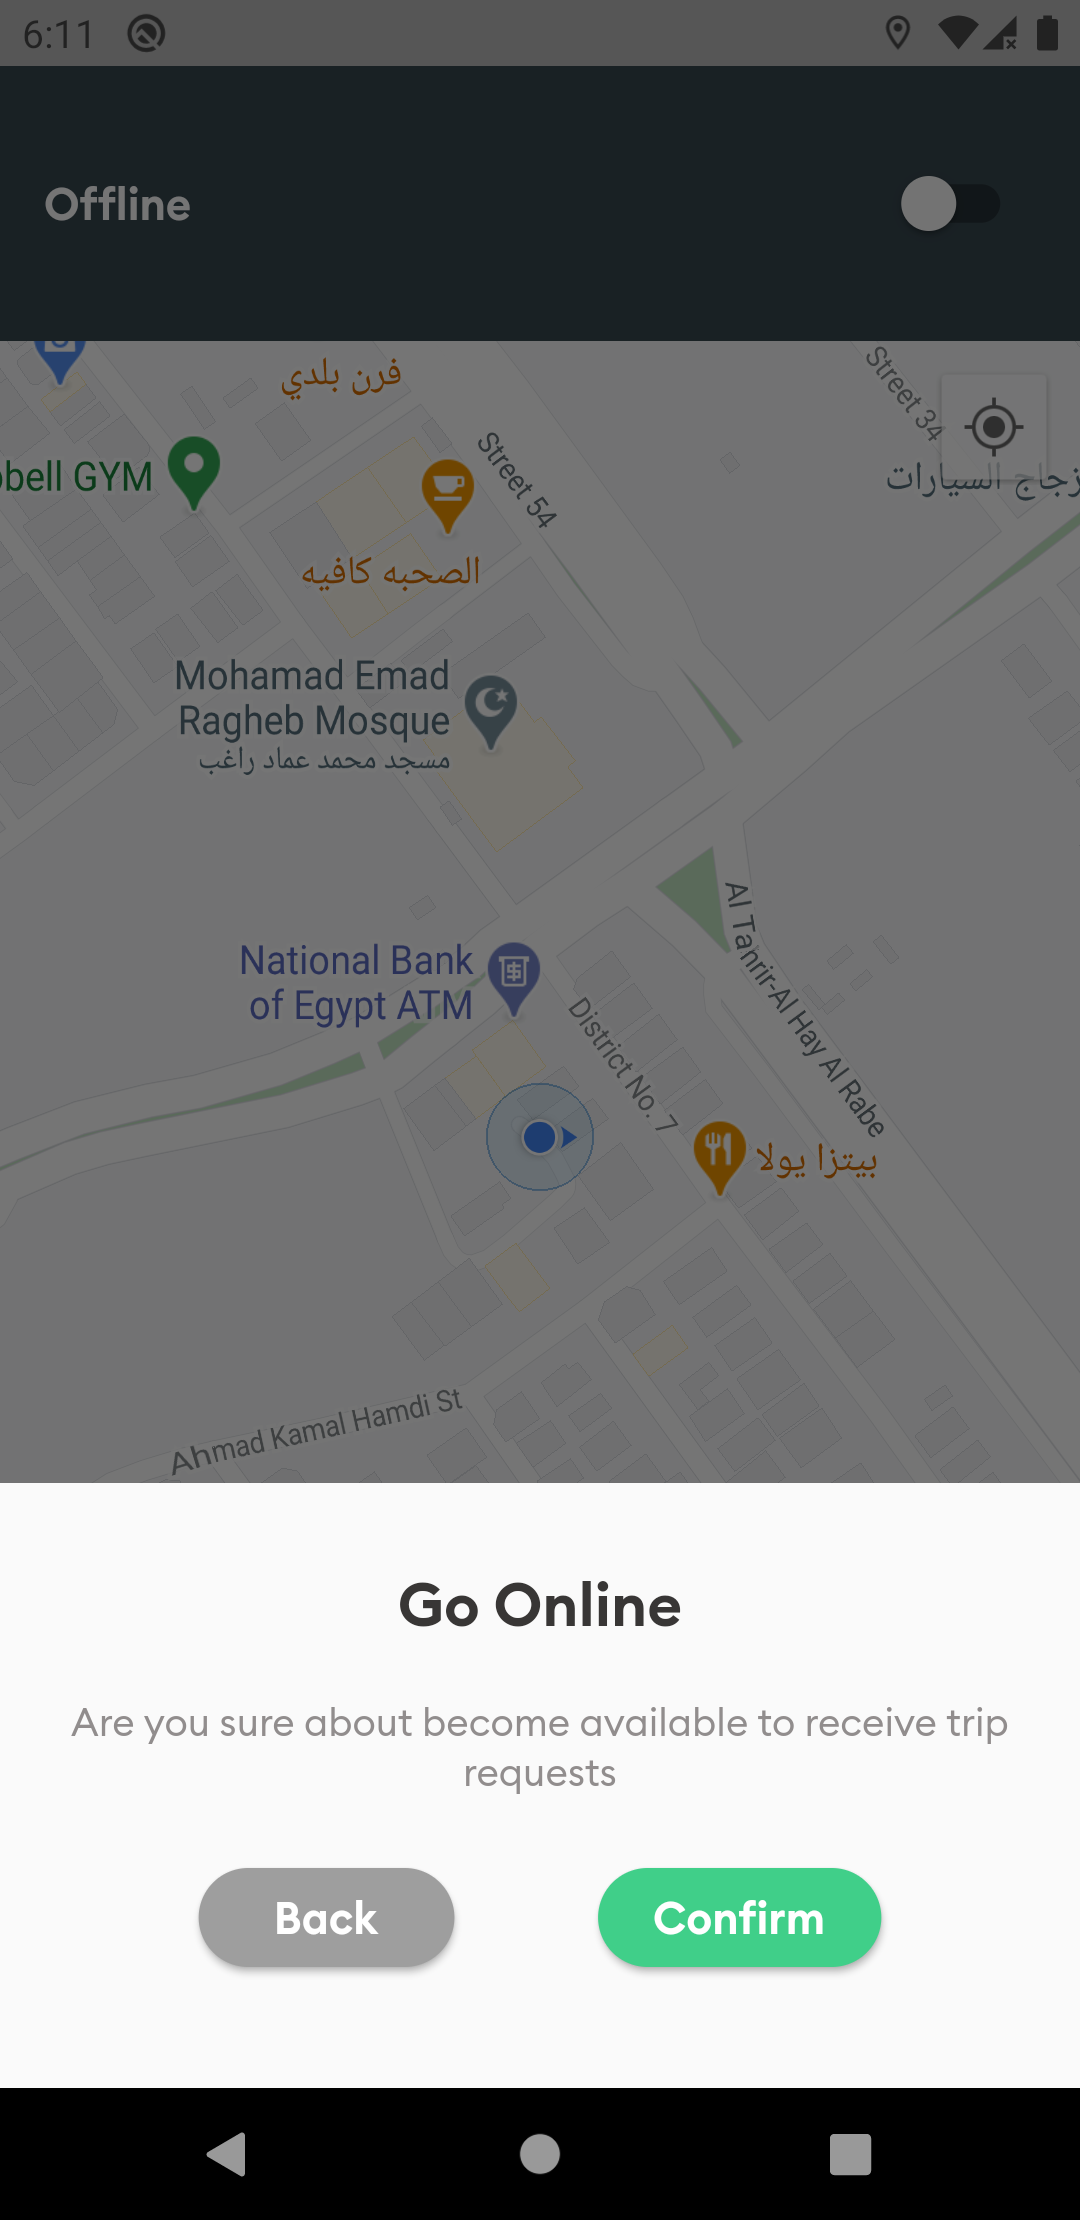 6:11
Offline
فرن بلدي
Street 34
bell GYM
Street 54
زجاج السيارات
الصحبه كافيه
Mohamad Emad
Ragheb Mosque
مسجد محمد عماد راغب
Al Tahrir-Al Hay Al Rabe
National Bank
of Egypt ATM
District No. 7
بيتزا يولا
Ahmad Kamal Hamdi St
Go Online
Are you sure about become available to receive trip
requests
Back
Confirm